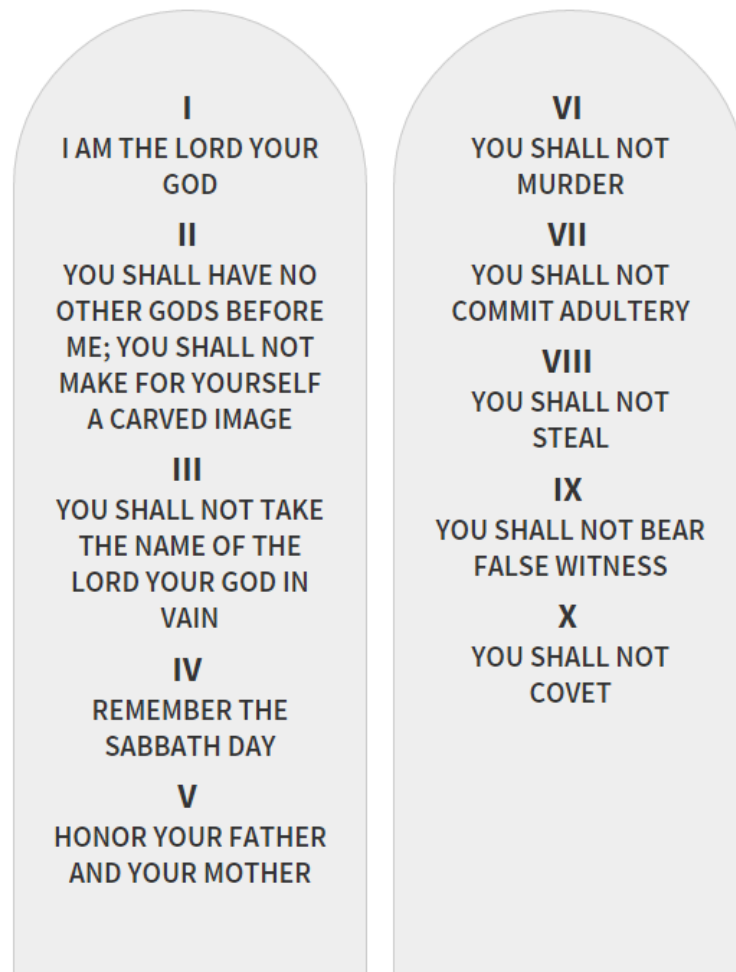 I
I AM THE LORD YOUR
GOD
II
YOU SHALL HAVE NO
OTHER GODS BEFORE
ME; YOU SHALL NOT
MAKE FOR YOURSELF
A CARVED IMAGE
III
YOU SHALL NOT TAKE
THE NAME OF THE
LORD YOUR GOD IN
VAIN
IV
REMEMBER THE
SABBATH DAY
V
HONOR YOUR FATHER
AND YOUR MOTHER
VI
YOU SHALL NOT
MURDER
VII
YOU SHALL NOT
COMMIT ADULTERY
VIII
YOU SHALL NOT
STEAL
IX
YOU SHALL NOT BEAR
FALSE WITNESS
X
YOU SHALL NOT
COVET